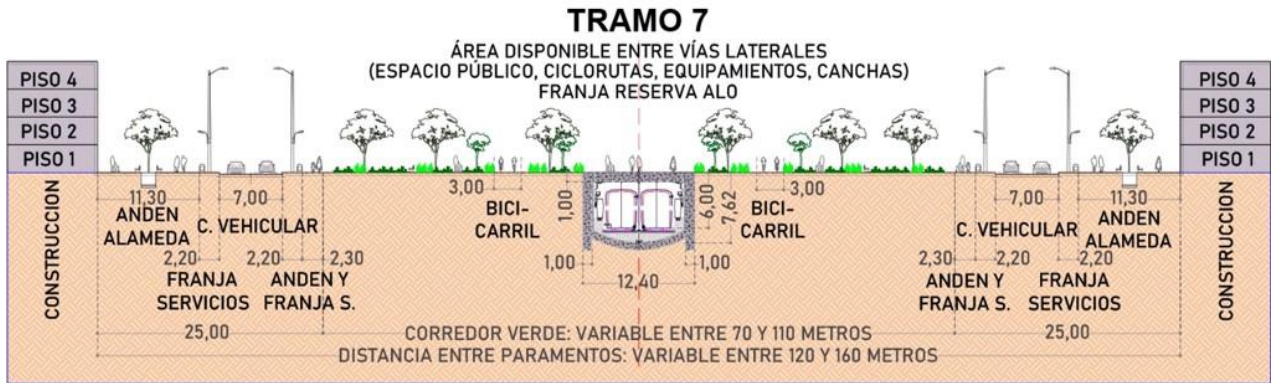 TRAMO 7
ÁREA DISPONIBLE ENTRE VÍAS LATERALES
(ESPACIO PÚBLICO, CICLORUTAS, EQUIPAMIENTOS, CANCHAS)
FRANJA RESERVA ALO
PISO 4
PISO 3
PISO 2
PISO 1
PISO 4
PISO 3
PISO 2
PISO 1
CONSTRUCCION
11,30
ANDEN
ALAMEDA
7,00
C. VEHICULAR
2,20
FRANJA
SERVICIOS
2,20
2,30
ANDEN Y
FRANJA S.
25,00
3,00
BICI-
CARRIL
1,00
6,00
7,62
1,00
12,40
1,00
3,00
BICI-
CARRIL
7,00
C. VEHICULAR
2,30
2,20
ANDEN Y
FRANJA S.
2,20
FRANJA
SERVICIOS
11,30
ANDEN
ALAMEDA
25,00
CONSTRUCCION
CORREDOR VERDE: VARIABLE ENTRE 70 Y 110 METROS
DISTANCIA ENTRE PARAMENTOS: VARIABLE ENTRE 120 Y 160 METROS